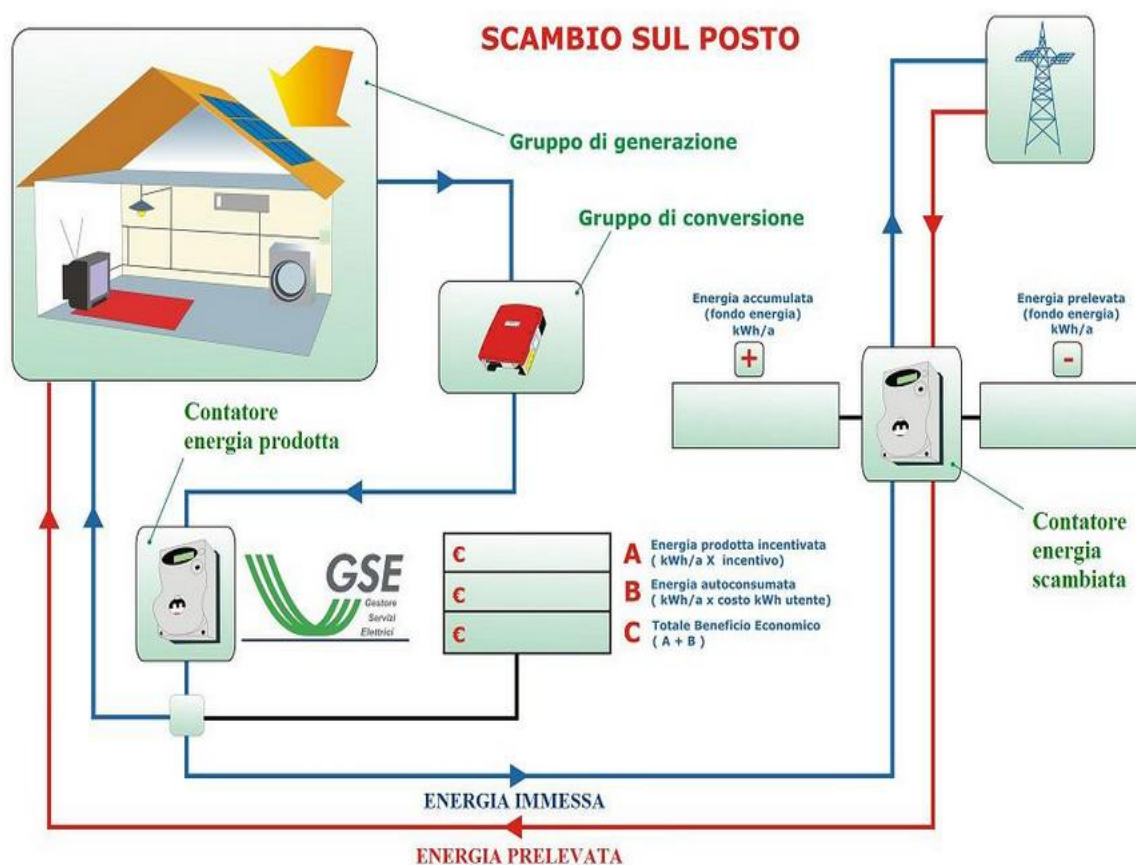 SCAMBIO SUL POSTO
Gruppo di generazione
Gruppo di conversione
Energia accumulata
(fondo energia)
kWh/a
+
Energia prelevata
(fondo energia)
kWh/a
-
Contatore
energia prodotta
Contatore
energia
scambiata
GSE
Gestore
Servizi
Elettrici
€ A Energia prodotta incentivata
( kWh/a X incentivo)
€ B Energia autoconsumata
( kWh/a x costo kWh utente)
€ C Totale Beneficio Economico
( A + B )
ENERGIA IMMESSA
ENERGIA PRELEVATA